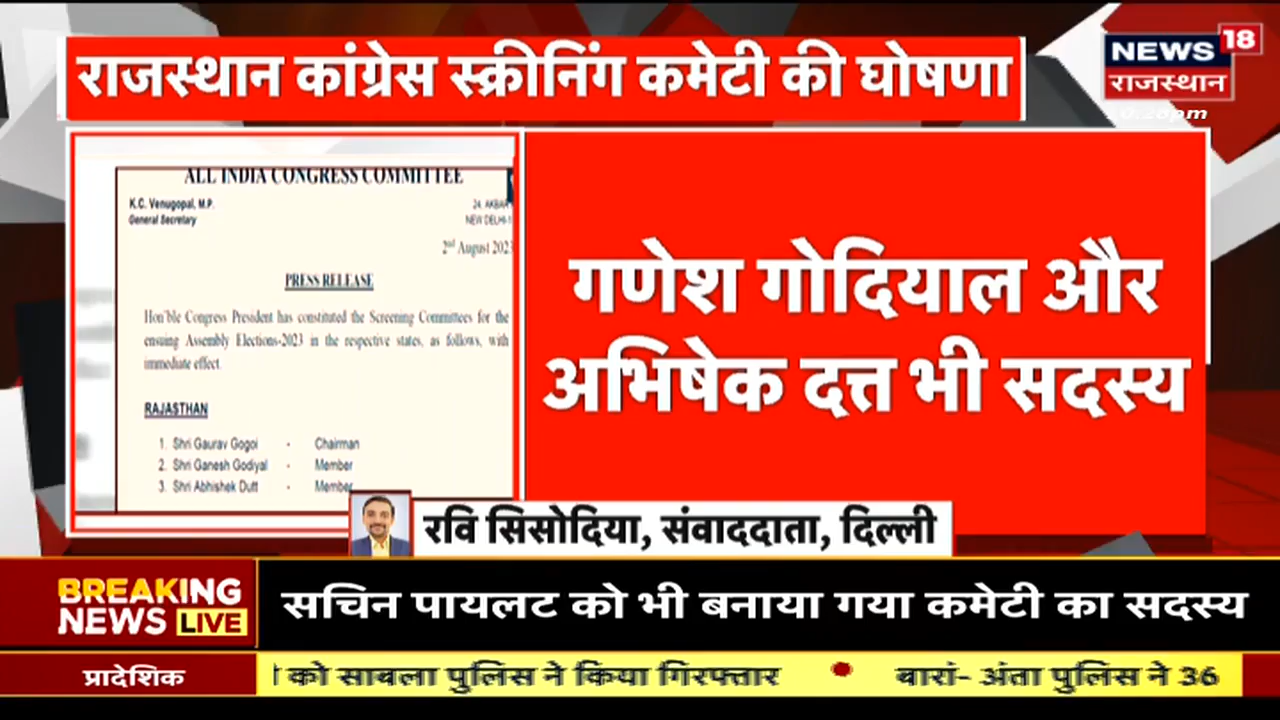 राजस्थान कांग्रेस स्क्रीनिंग कमेटी की घोषणा
NEWS 18
राजस्थान
ALL INDIA CONGRESS COMMITTEE
K.C. Venugopal, M.P.
General Secretary
24, AKBAR
NEW DELHI-1
2nd August 2023
PRESS RELEASE
Hon'ble Congress President has constituted the Screening Committees for the
ensuing Assembly Elections-2023 in the respective states, as follows, with
immediate effect.
RAJASTHAN
1. Shri Gaurav Gogoi - Chairman
2. Shri Ganesh Godiyal - Member
3. Shri Abhishek Dutt - Member
गणेश गोदियाल और
अभिषेक दत्त भी सदस्य
रवि सिसोदिया, संवाददाता, दिल्ली
BREAKING
NEWS LIVE
सचिन पायलट को भी बनाया गया कमेटी का सदस्य
प्रादेशिक
को साबला पुलिस ने किया गिरफ्तार • बारां- अंता पुलिस ने 36